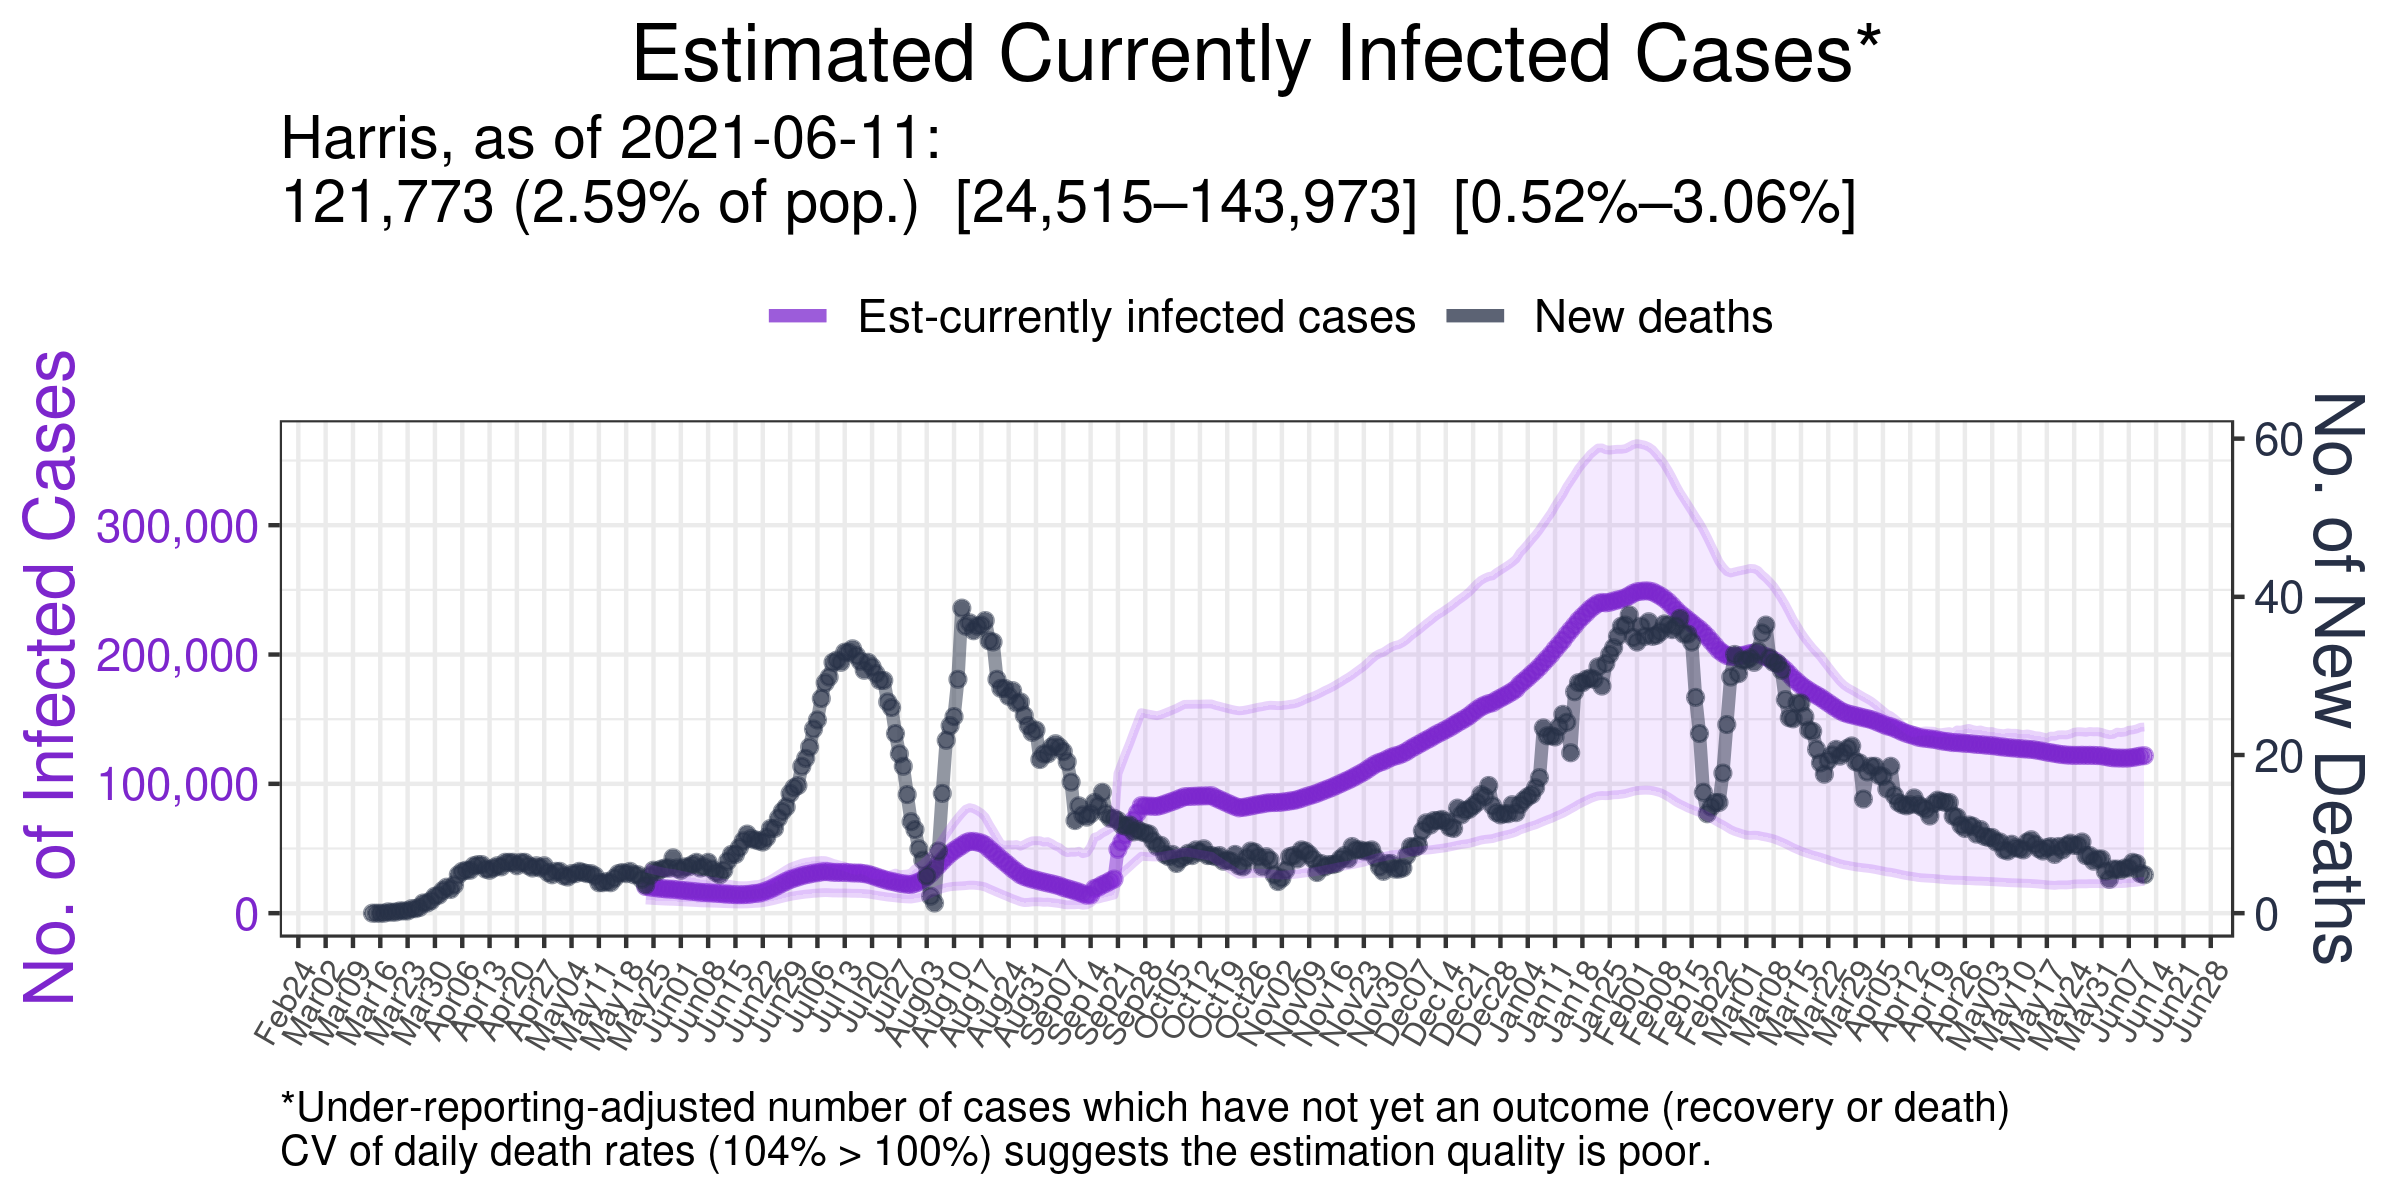 Estimated Currently Infected Cases*
Harris, as of 2021-06-11:
121,773 (2.59% of pop.) [24,515–143,973] [0.52%–3.06%]
Est-currently infected cases New deaths
No. of Infected Cases
300,000
200,000
100,000
0
60
40
20
0
No. of New Deaths
Feb24 Mar02 Mar09 Mar16 Mar23 Mar30 Apr06 Apr13 Apr20 Apr27 May04 May11 May18 May25 Jun01 Jun08 Jun15 Jun22 Jun29 Jul06 Jul13 Jul20 Jul27 Aug03 Aug10 Aug17 Aug24 Aug31 Sep07 Sep14 Sep21 Sep28 Oct05 Oct12 Oct19 Oct26 Nov02 Nov09 Nov16 Nov23 Nov30 Dec07 Dec14 Dec21 Dec28 Jan04 Jan11 Jan18 Jan25 Feb01 Feb08 Feb15 Feb22 Mar01 Mar08 Mar15 Mar22 Mar29 Apr05 Apr12 Apr19 Apr26 May03 May10 May17 May24 May31 Jun07 Jun14 Jun21 Jun28
*Under-reporting-adjusted number of cases which have not yet an outcome (recovery or death)
CV of daily death rates (104% > 100%) suggests the estimation quality is poor.